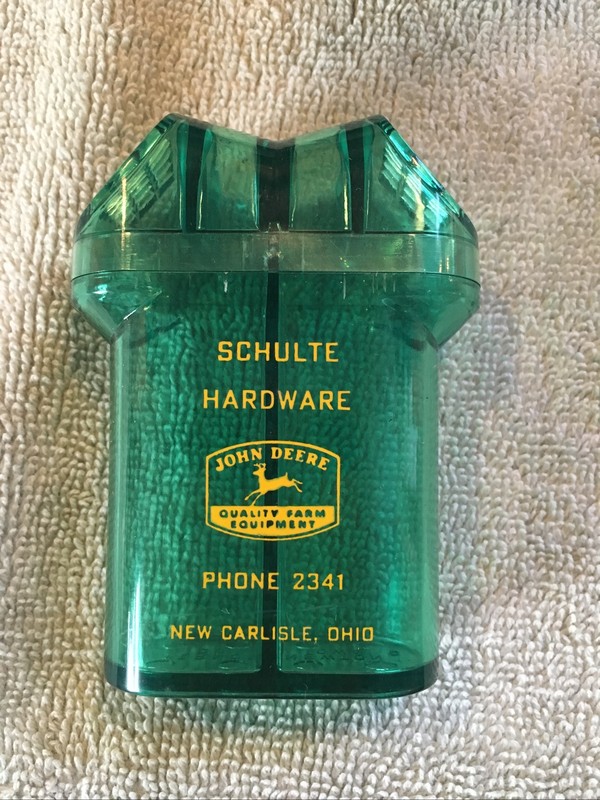 SCHULTE
HARDWARE
JOHN DEERE
QUALITY FARM
EQUIPMENT
PHONE 2341
NEW CARLISLE, OHIO